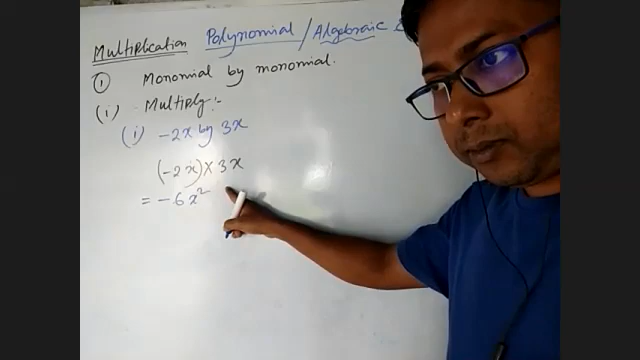 Multiplication Polynomial / Algebraic
① Monomial by monomial.
(i) Multiply:-
(i) -2x by 3x
(-2x) × 3x
= -6x²